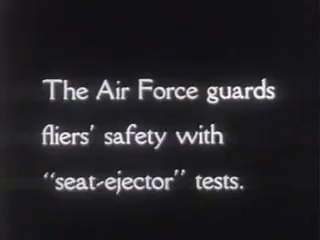 The Air Force guards
fliers' safety with
"seat-ejector" tests.